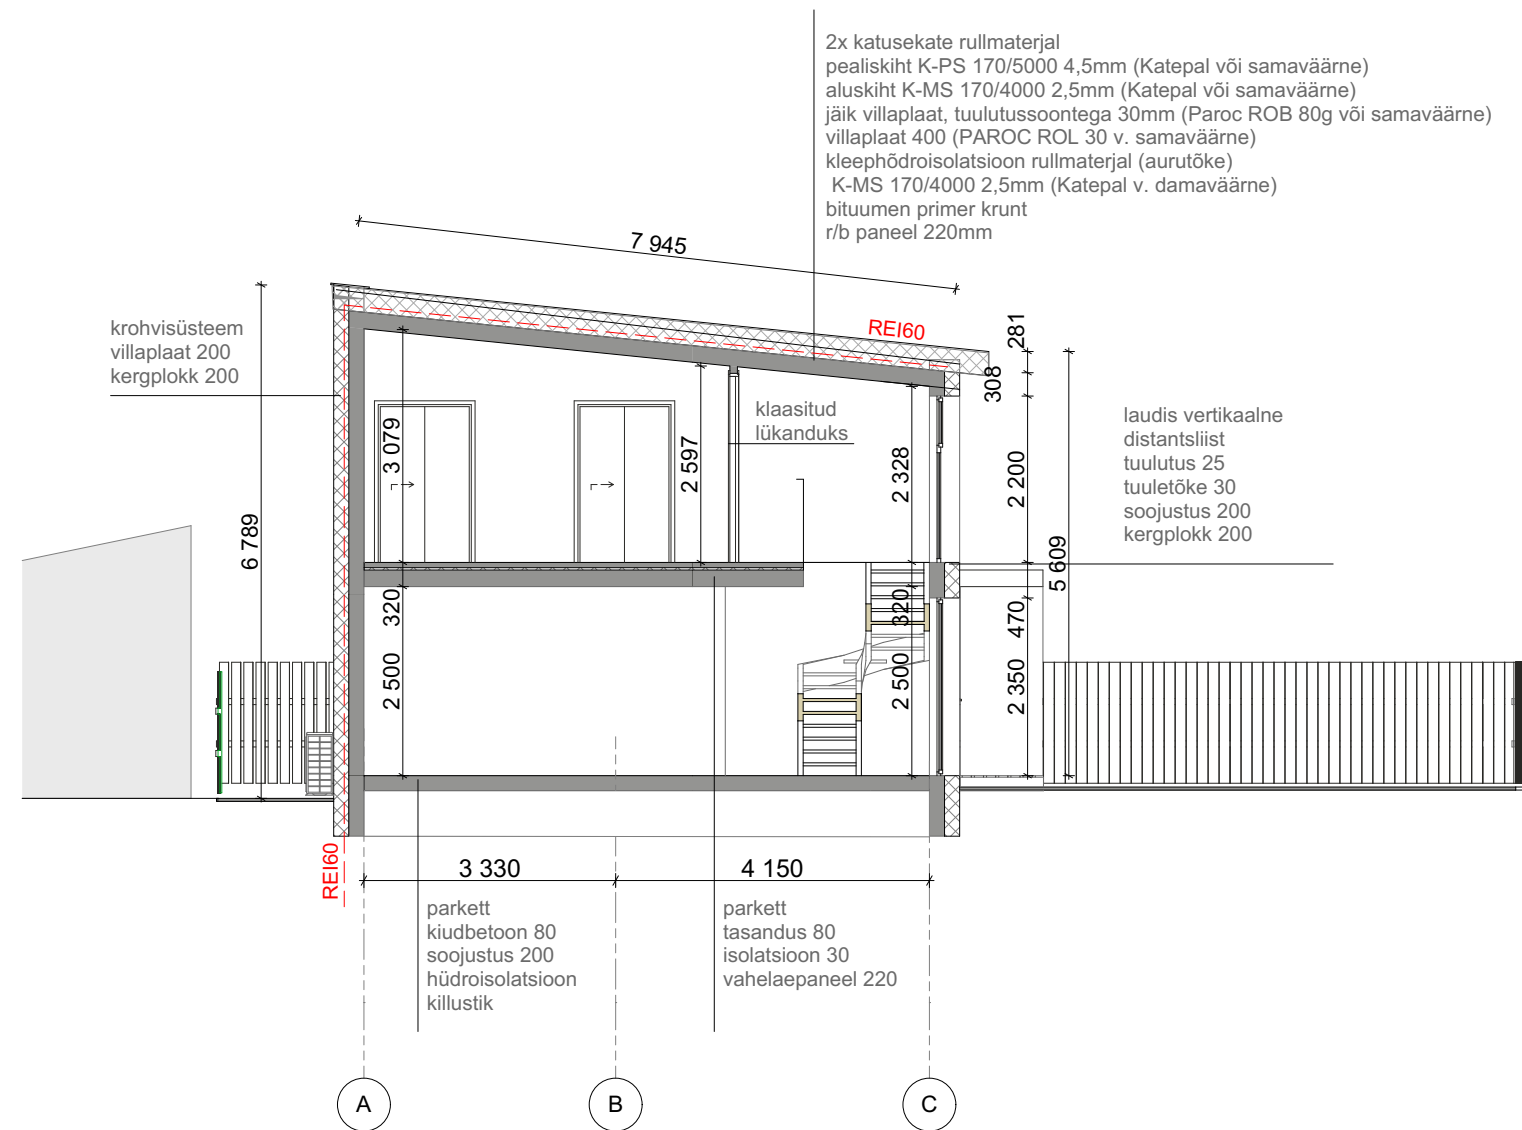 2x katusekate rullmaterjal
pealiskiht K-PS 170/5000 4,5mm (Katepal või samaväärne)
aluskiht K-MS 170/4000 2,5mm (Katepal või samaväärne)
jäik villaplaat, tuulutussoontega 30mm (Paroc ROB 80g või samaväärne)
villaplaat 400 (PAROC ROL 30 v. samaväärne)
kleephõdroisolatsioon rullmaterjal (aurutõke)
K-MS 170/4000 2,5mm (Katepal v. damaväärne)
bituumen primer krunt
r/b paneel 220mm
7 945
krohvisüsteem
villaplaat 200
kergplokk 200
REI60
281
308
klaasitud
lükanduks
laudis vertikaalne
distantsliist
tuulutus 25
tuuletõke 30
soojustus 200
kergplokk 200
3 079
2 597
2 328
2 200
6 789
5 609
320
320
470
2 500
2 500
2 350
REI60
3 330
4 150
parkett
kiudbetoon 80
soojustus 200
hüdroisolatsioon
killustik
parkett
tasandus 80
isolatsioon 30
vahelaepaneel 220
A
B
C